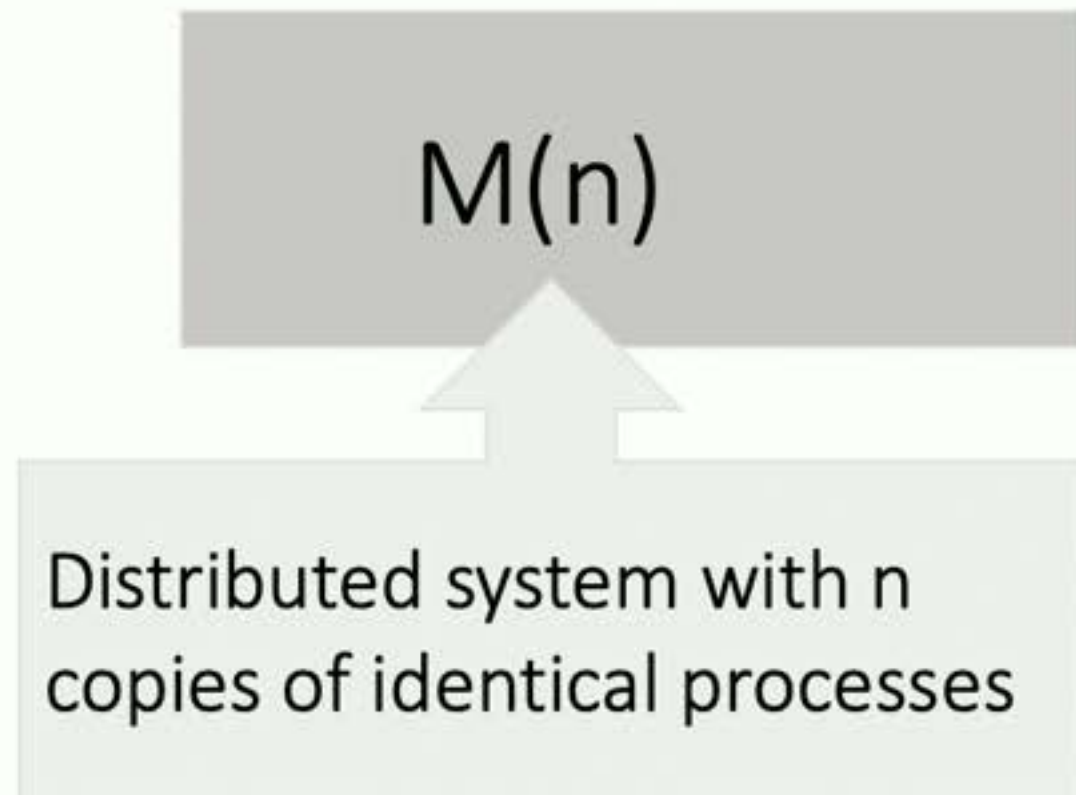 M(n)
Distributed system with n
copies of identical processes